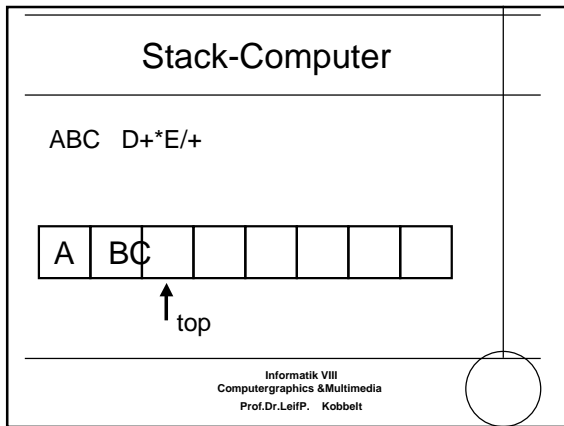 Stack-Computer
ABC D+*E/+
A BC
top
Informatik VIII
Computergraphics &Multimedia
Prof.Dr.LeifP. Kobbelt